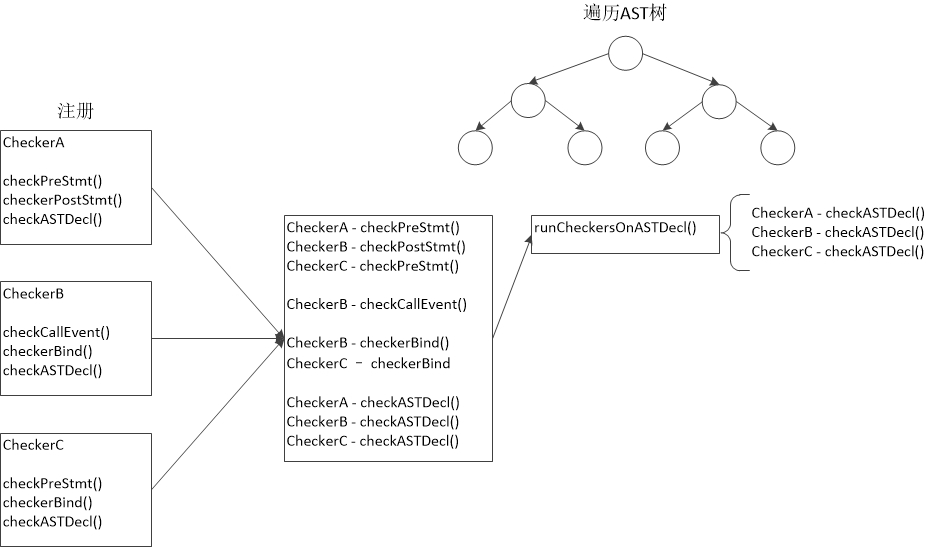 遍历AST树
注册
CheckerA
checkPreStmt()
checkerPostStmt()
checkASTDecl()
CheckerB
checkCallEvent()
checkerBind()
checkASTDecl()
CheckerC
checkPreStmt()
checkerBind()
checkASTDecl()
CheckerA - checkPreStmt()
CheckerB - checkPostStmt()
CheckerC - checkPreStmt()
CheckerB - checkCallEvent()
CheckerB - checkerBind()
CheckerC – checkerBind
CheckerA - checkASTDecl()
CheckerB - checkASTDecl()
CheckerC - checkASTDecl()
runCheckersOnASTDecl()
CheckerA - checkASTDecl()
CheckerB - checkASTDecl()
CheckerC - checkASTDecl()